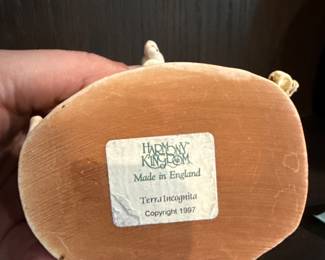 HARMONY
KINGDOM
Made in England
Terra Incognita
Copyright 1997